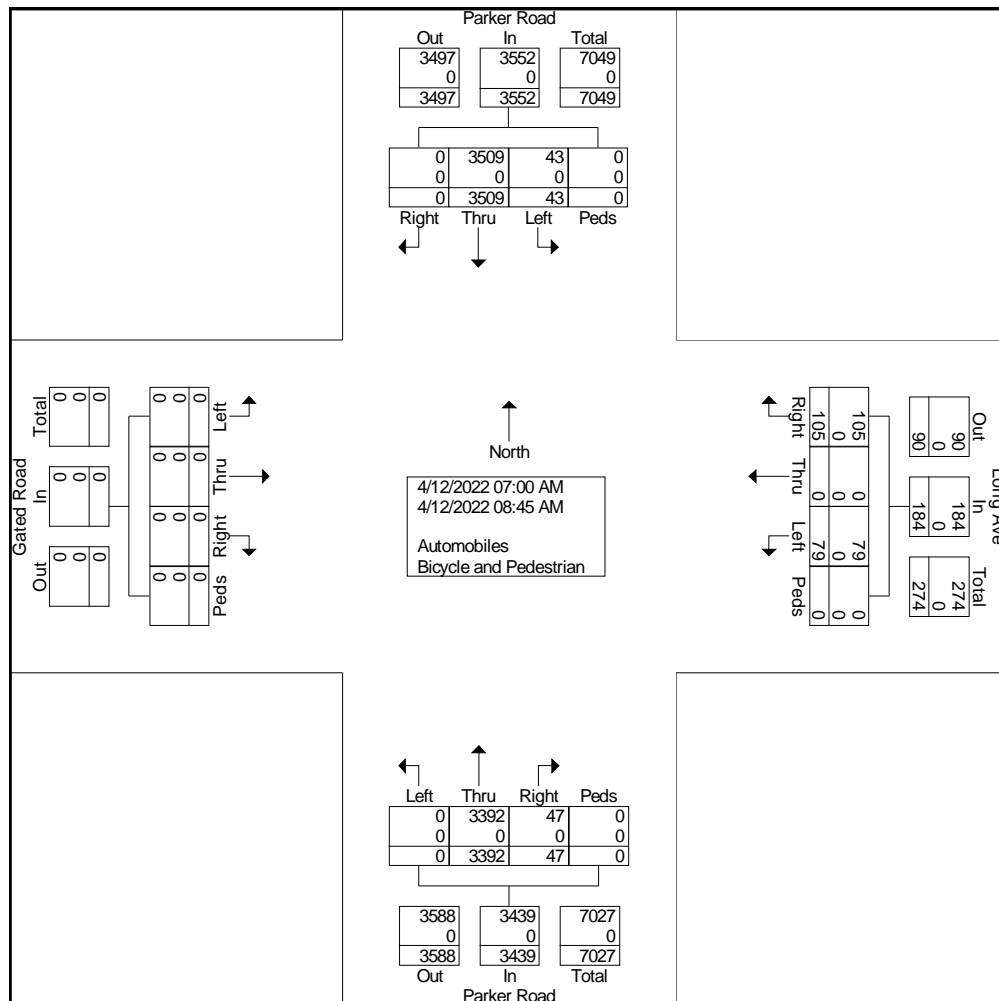 Parker Road
Out In Total
3497 3552 7049
0 0 0
3497 3552 7049
0 3509 43 0
0 0 0 0
0 3509 43 0
Right Thru Left Peds
Total
0 0 0
In
0 0 0
Out
0 0 0
Gated Road
Left
0 0 0
Thru
0 0 0
Right
0 0 0
Peds
0 0 0
North
4/12/2022 07:00 AM
4/12/2022 08:45 AM
Automobiles
Bicycle and Pedestrian
Right
105 0 105
Thru
0 0 0
Left
79 0 79
Peds
0 0 0
Out
90 0 90
In
184 0 184
Total
274 0 274
Long Ave
Left Thru Right Peds
0 3392 47 0
0 0 0 0
0 3392 47 0
3588 3439 7027
0 0 0
3588 3439 7027
Out In Total
Parker Road